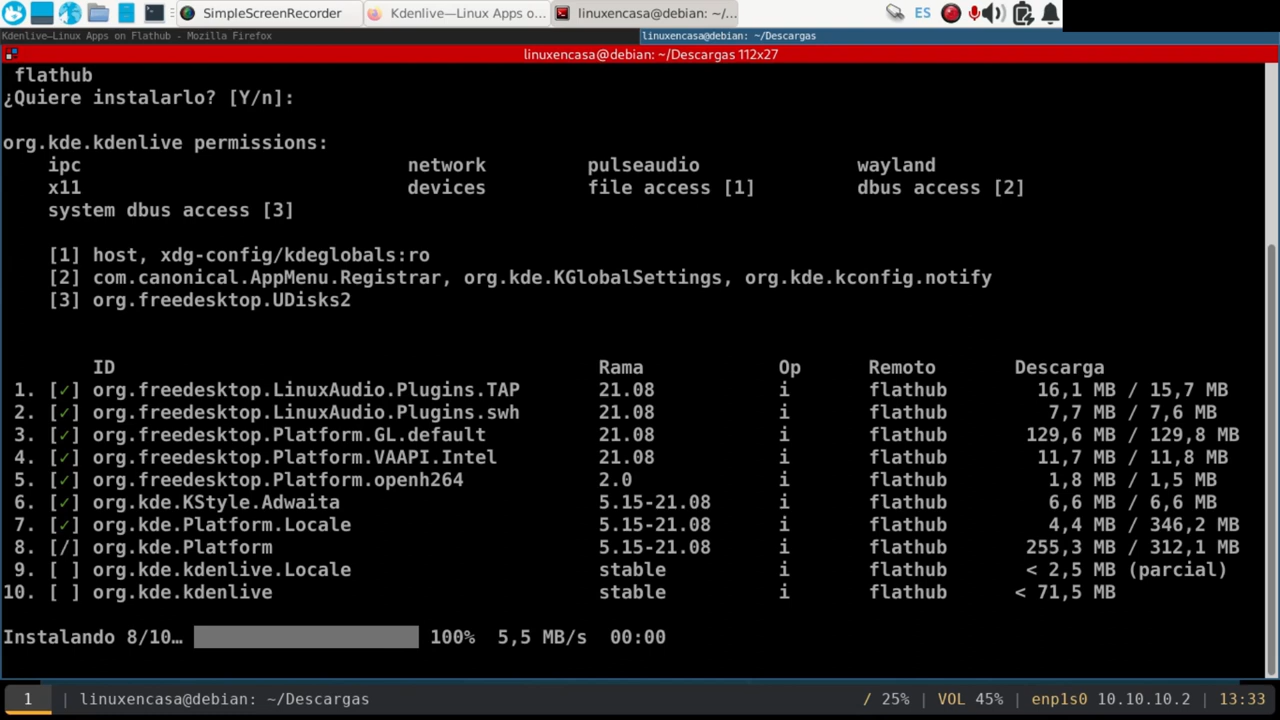 SimpleScreenRecorder
Kdenlive—Linux Apps o...
linuxencasa@debian: ~/...
ES
Kdenlive—Linux Apps on Flathub - Mozilla Firefox
linuxencasa@debian: ~/Descargas
linuxencasa@debian: ~/Descargas 112x27
flathub
¿Quiere instalarlo? [Y/n]:
org.kde.kdenlive permissions:
ipc network pulseaudio wayland
x11 devices file access [1] dbus access [2]
system dbus access [3]
[1] host, xdg-config/kdeglobals:ro
[2] com.canonical.AppMenu.Registrar, org.kde.KGlobalSettings, org.kde.kconfig.notify
[3] org.freedesktop.UDisks2
ID Rama Op Remoto Descarga
1. [✓] org.freedesktop.LinuxAudio.Plugins.TAP 21.08 i flathub 16,1 MB / 15,7 MB
2. [✓] org.freedesktop.LinuxAudio.Plugins.swh 21.08 i flathub 7,7 MB / 7,6 MB
3. [✓] org.freedesktop.Platform.GL.default 21.08 i flathub 129,6 MB / 129,8 MB
4. [✓] org.freedesktop.Platform.VAAPI.Intel 21.08 i flathub 11,7 MB / 11,8 MB
5. [✓] org.freedesktop.Platform.openh264 2.0 i flathub 1,8 MB / 1,5 MB
6. [✓] org.kde.KStyle.Adwaita 5.15-21.08 i flathub 6,6 MB / 6,6 MB
7. [✓] org.kde.Platform.Locale 5.15-21.08 i flathub 4,4 MB / 346,2 MB
8. [/] org.kde.Platform 5.15-21.08 i flathub 255,3 MB / 312,1 MB
9. [ ] org.kde.kdenlive.Locale stable i flathub < 2,5 MB (parcial)
10. [ ] org.kde.kdenlive stable i flathub < 71,5 MB
Instalando 8/10… 100% 5,5 MB/s 00:00
1 | linuxencasa@debian: ~/Descargas / 25% | VOL 45% | enp1s0 10.10.10.2 | 13:33